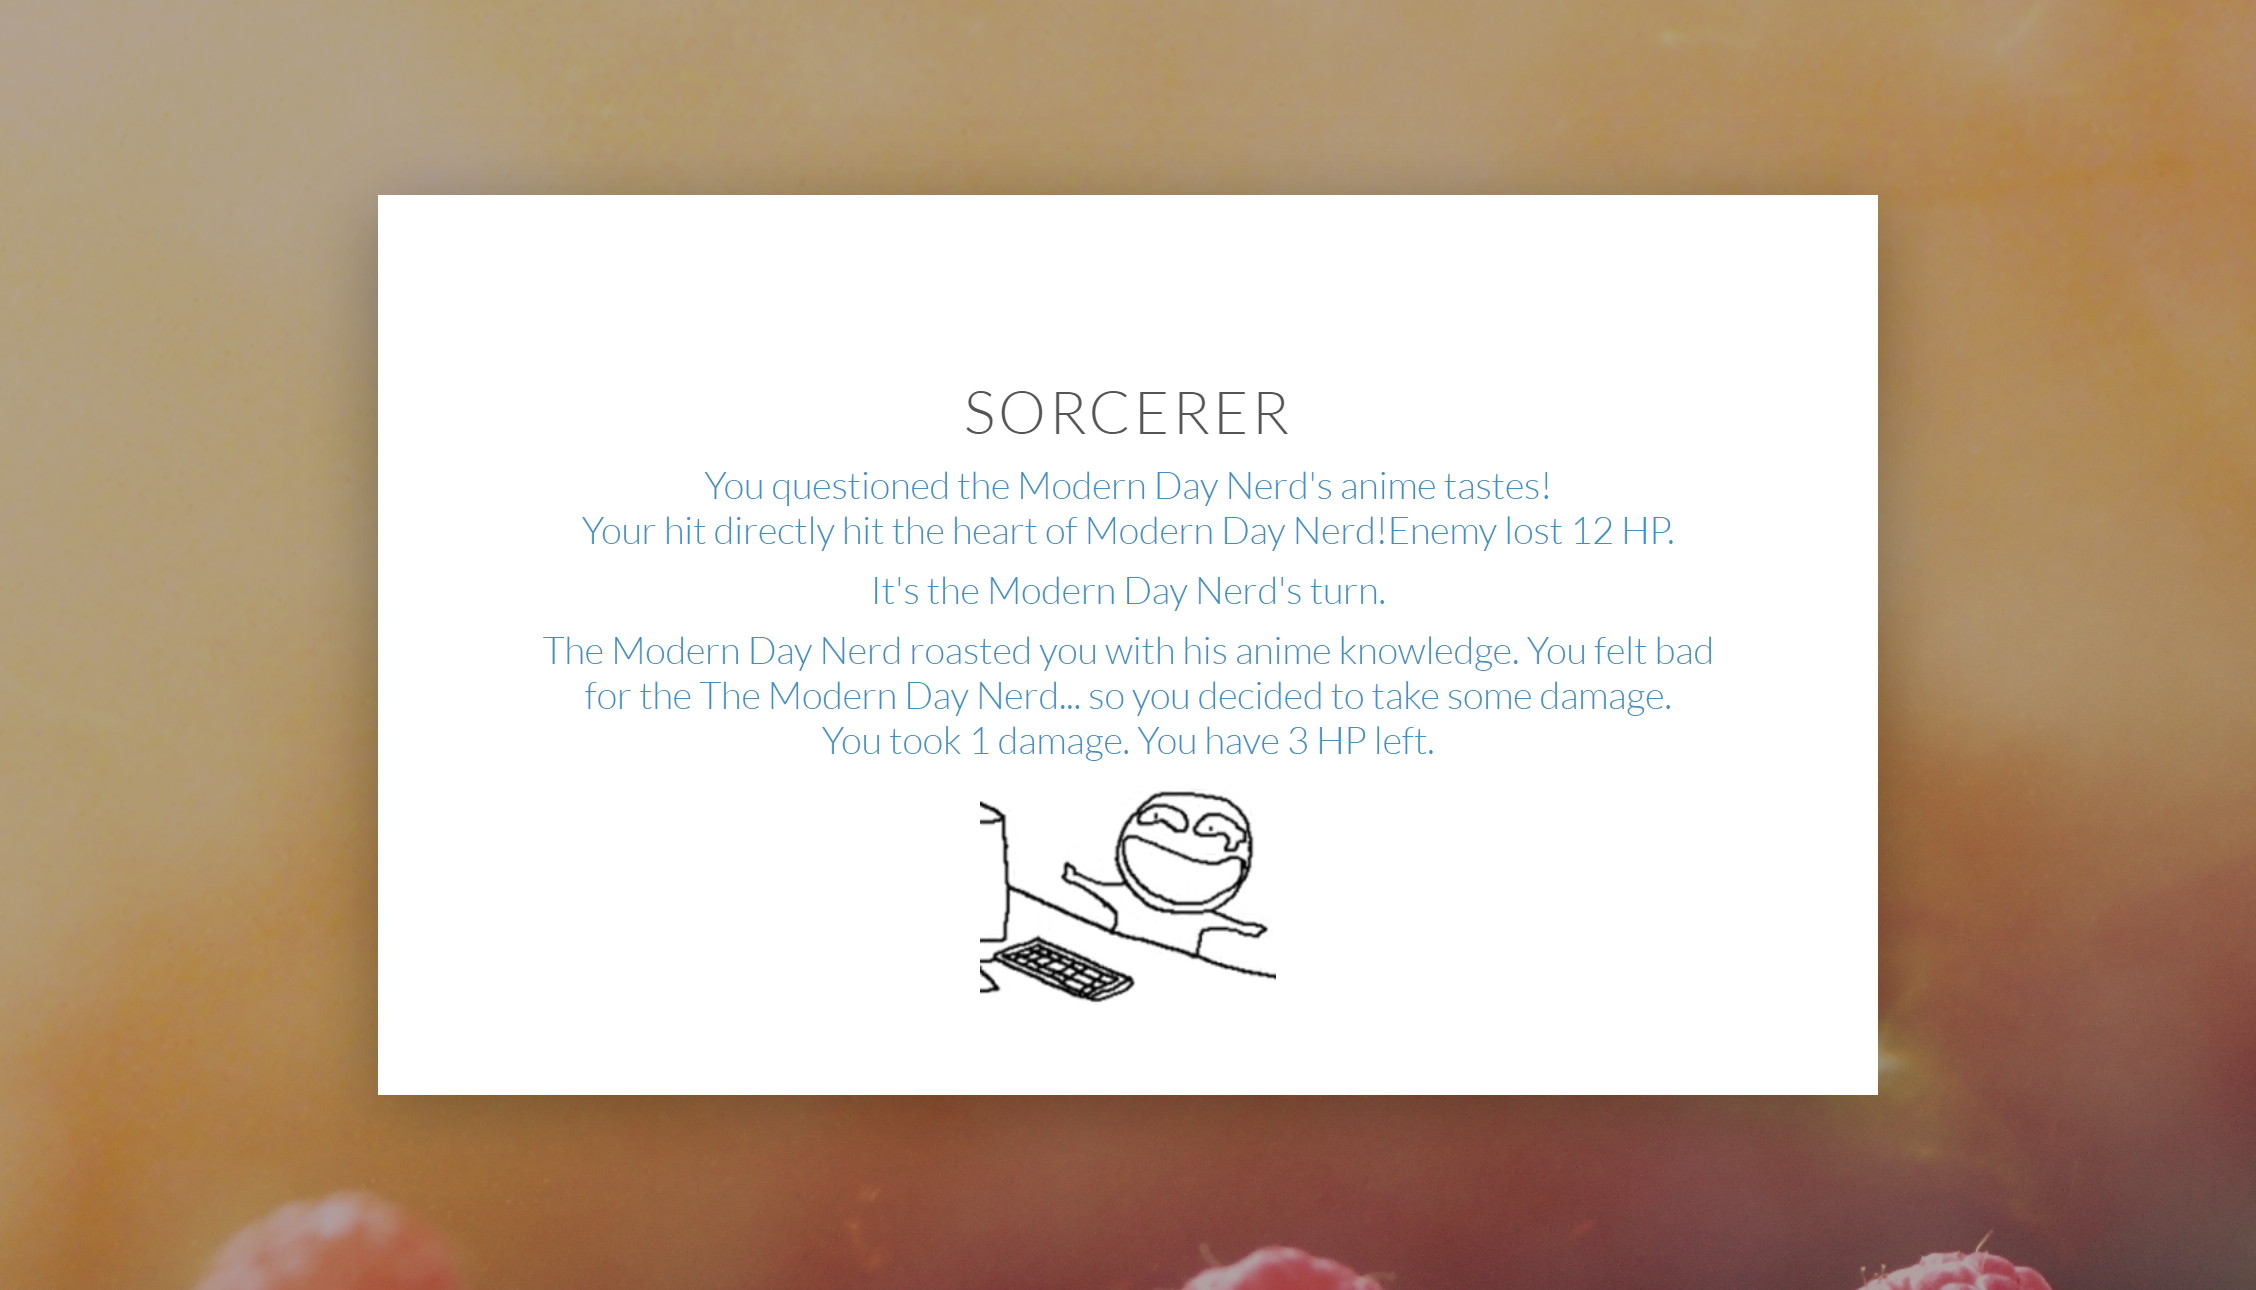 SORCERER
You questioned the Modern Day Nerd's anime tastes!
Your hit directly hit the heart of Modern Day Nerd!Enemy lost 12 HP.
It's the Modern Day Nerd's turn.
The Modern Day Nerd roasted you with his anime knowledge. You felt bad
for the The Modern Day Nerd... so you decided to take some damage.
You took 1 damage. You have 3 HP left.